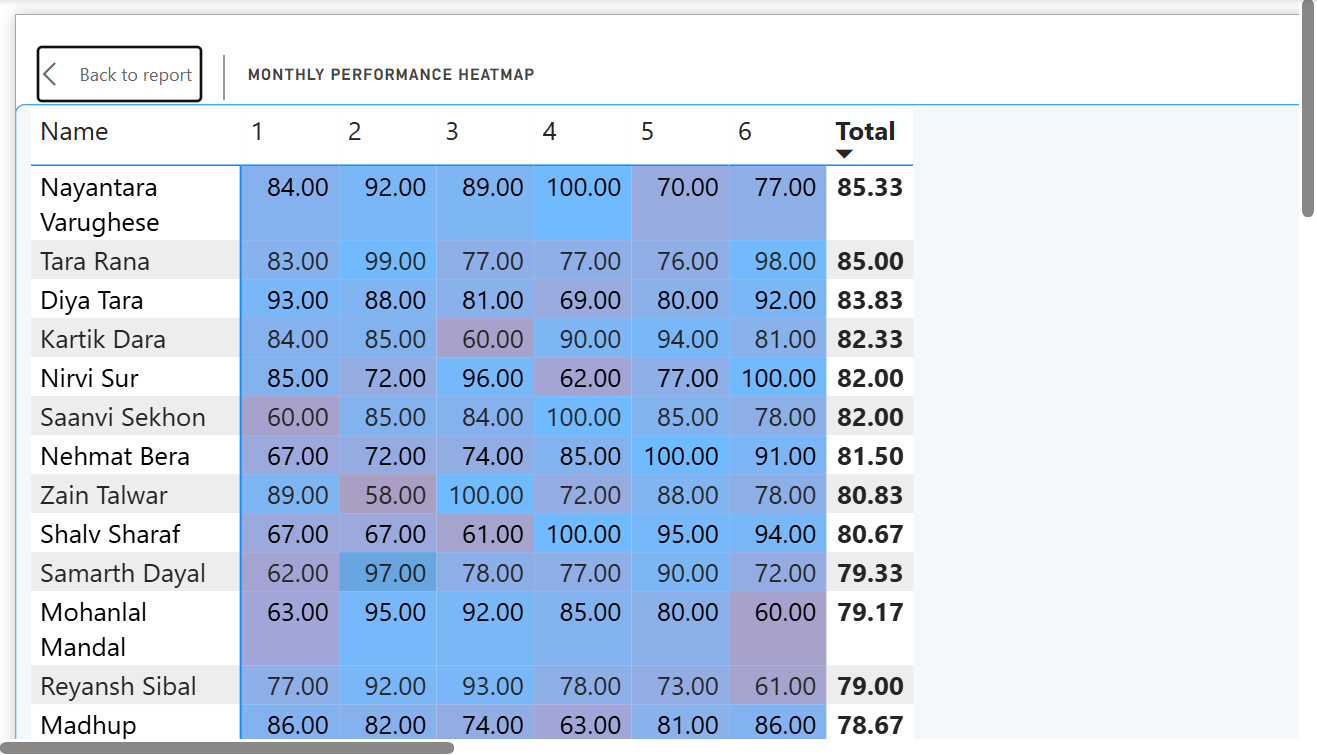 Back to report
MONTHLY PERFORMANCE HEATMAP
Name 1 2 3 4 5 6 Total
Nayantara Varughese 84.00 92.00 89.00 100.00 70.00 77.00 85.33
Tara Rana 83.00 99.00 77.00 77.00 76.00 98.00 85.00
Diya Tara 93.00 88.00 81.00 69.00 80.00 92.00 83.83
Kartik Dara 84.00 85.00 60.00 90.00 94.00 81.00 82.33
Nirvi Sur 85.00 72.00 96.00 62.00 77.00 100.00 82.00
Saanvi Sekhon 60.00 85.00 84.00 100.00 85.00 78.00 82.00
Nehmat Bera 67.00 72.00 74.00 85.00 100.00 91.00 81.50
Zain Talwar 89.00 58.00 100.00 72.00 88.00 78.00 80.83
Shalv Sharaf 67.00 67.00 61.00 100.00 95.00 94.00 80.67
Samarth Dayal 62.00 97.00 78.00 77.00 90.00 72.00 79.33
Mohanlal Mandal 63.00 95.00 92.00 85.00 80.00 60.00 79.17
Reyansh Sibal 77.00 92.00 93.00 78.00 73.00 61.00 79.00
Madhup 86.00 82.00 74.00 63.00 81.00 86.00 78.67